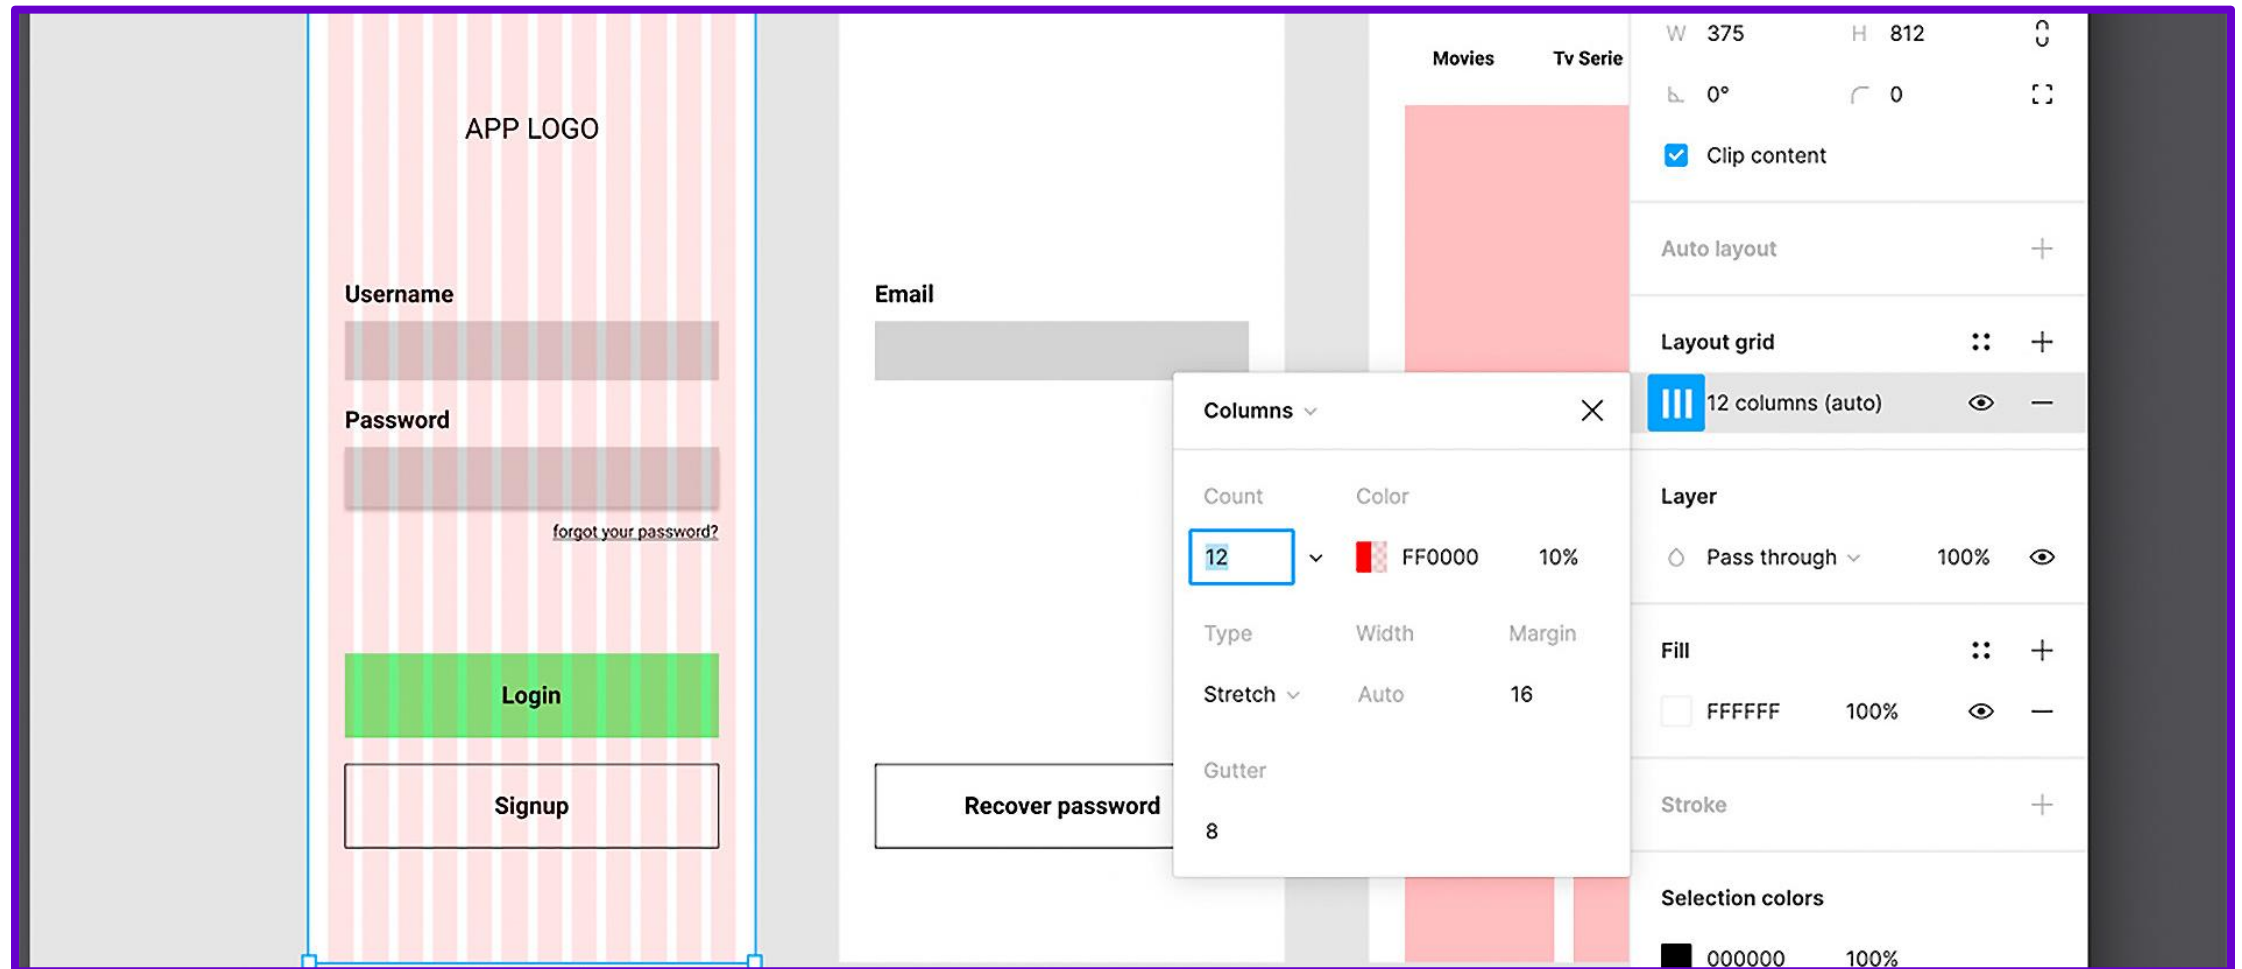 APP LOGO
Username
Password
forgot your password?
Login
Signup
Email
Recover password
Movies Tv Serie
Columns
Count Color
12 FF0000 10%
Type Width Margin
Stretch Auto 16
Gutter
8
W 375 H 812
0° 0
Clip content
Auto layout
Layout grid
12 columns (auto)
Layer
Pass through 100%
Fill
FFFFFF 100%
Stroke
Selection colors
000000 100%